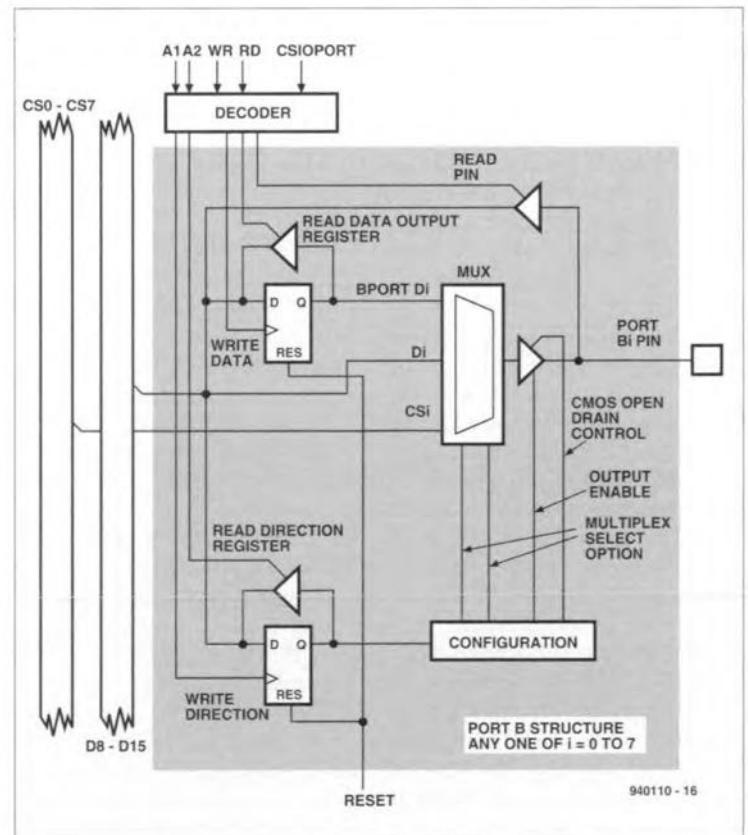 A1 A2 WR RD CSIOPORT
CS0 - CS7
DECODER
READ
PIN
READ DATA OUTPUT
REGISTER
MUX
BPORT Di
D Q
PORT
Bi PIN
WRITE
DATA
RES
Di
CSi
CMOS OPEN
DRAIN
CONTROL
OUTPUT
ENABLE
READ DIRECTION
REGISTER
MULTIPLEX
SELECT
OPTION
D Q
CONFIGURATION
RES
WRITE
DIRECTION
PORT B STRUCTURE
ANY ONE OF i = 0 TO 7
D8 - D15
RESET
940110 - 16